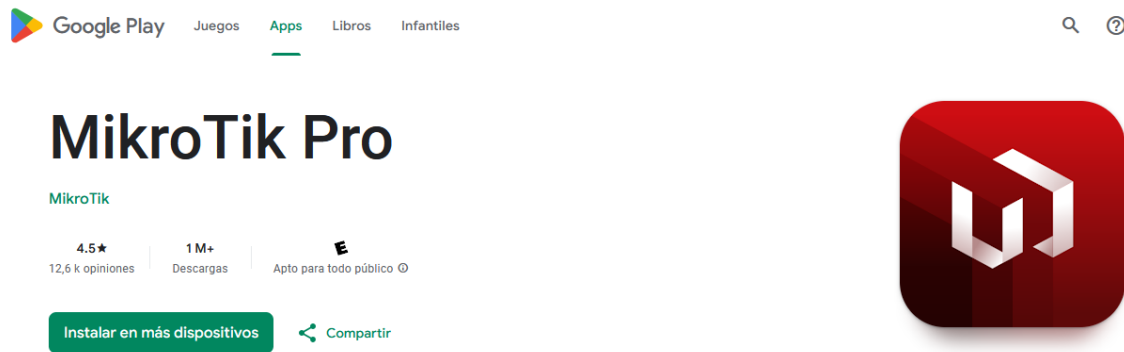 Google Play Juegos Apps Libros Infantiles
MikroTik Pro
MikroTik
4.5★ 1 M+ E
12,6 k opiniones Descargas Apto para todo público
Instalar en más dispositivos Compartir